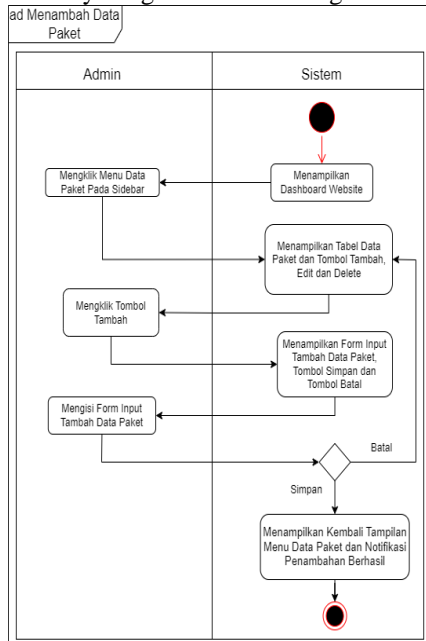 ad Menambah Data
Paket
Admin
Sistem
Menampilkan
Dashboard Website
Mengklik Menu Data
Paket Pada Sidebar
Menampilkan Tabel Data
Paket dan Tombol Tambah,
Edit dan Delete
Mengklik Tombol
Tambah
Menampilkan Form Input
Tambah Data Paket,
Tombol Simpan dan
Tombol Batal
Mengisi Form Input
Tambah Data Paket
Batal
Simpan
Menampilkan Kembali Tampilan
Menu Data Paket dan Notifikasi
Penambahan Berhasil